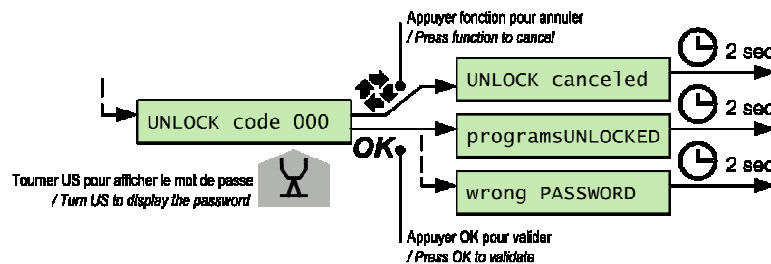 Appuyer fonction pour annuler
/ Press function to cancel
2 sec
UNLOCK canceled
2 sec
UNLOCK code 000
programsUNLOCKED
OK
2 sec
Tourner US pour afficher le mot de passe
/ Turn US to display the password
wrong PASSWORD
Appuyer OK pour valider
/ Press OK to validate